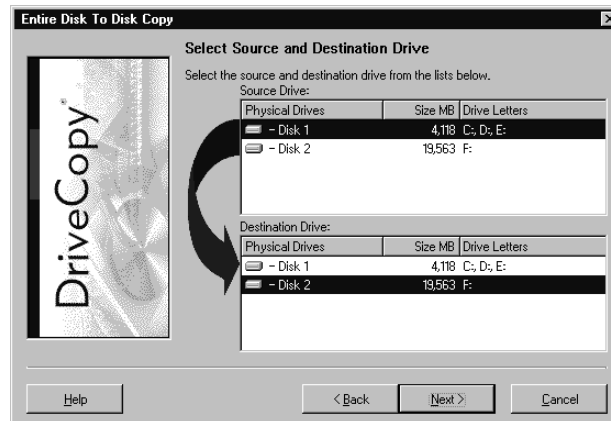 Entire Disk To Disk Copy
DriveCopy
Select Source and Destination Drive
Select the source and destination drive from the lists below.
Source Drive:
Physical Drives Size MB Drive Letters
- Disk 1 4,118 C:, D:, E:
- Disk 2 19,563 F:
Destination Drive:
Physical Drives Size MB Drive Letters
- Disk 1 4,118 C:, D:, E:
- Disk 2 19,563 F:
Help < Back Next > Cancel